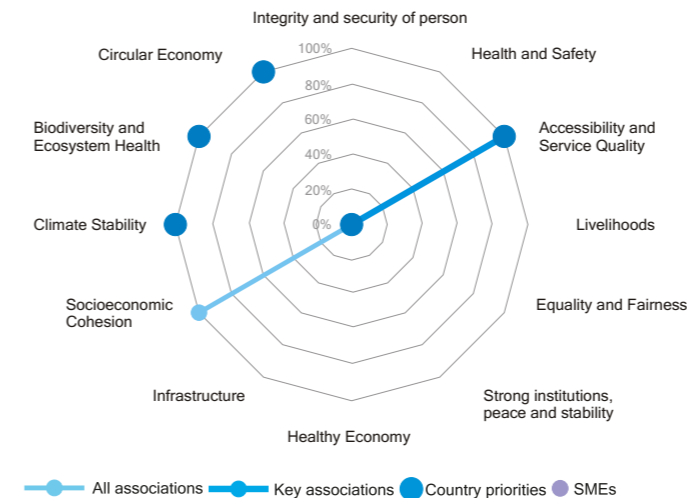 Integrity and security of person
Circular Economy
100%
Health and Safety
80%
Biodiversity and
Ecosystem Health
60%
Accessibility and
Service Quality
40%
20%
Climate Stability
0%
Livelihoods
Socioeconomic
Cohesion
Equality and Fairness
Infrastructure
Strong institutions,
peace and stability
Healthy Economy
All associations
Key associations
Country priorities
SMEs